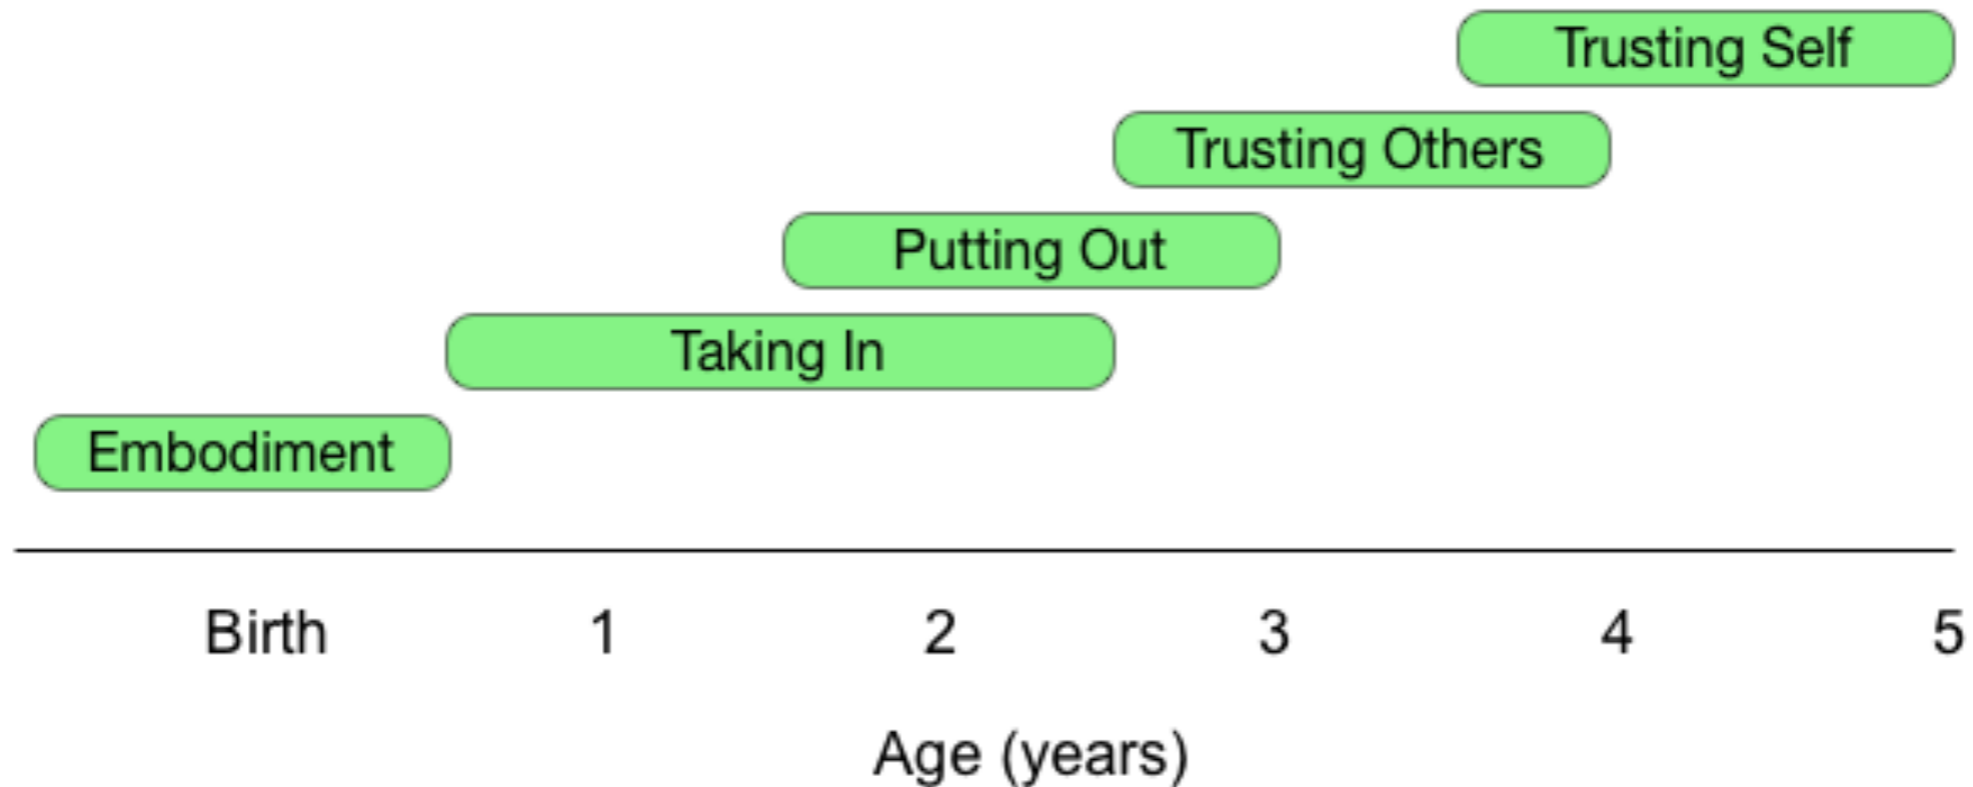 Trusting Self
Trusting Others
Putting Out
Taking In
Embodiment
Birth 1 2 3 4 5
Age (years)